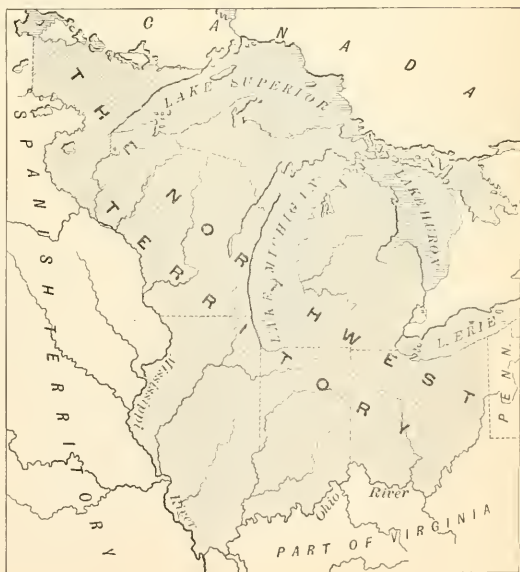 CANADA
LAKE SUPERIOR
THE NORTHWEST
TERRITORY
SPANISH TERRITORY
LAKE MICHIGAN
LAKE HURON
L. ERIE
PENN
Mississippi
River
Ohio River
PART OF VIRGINIA